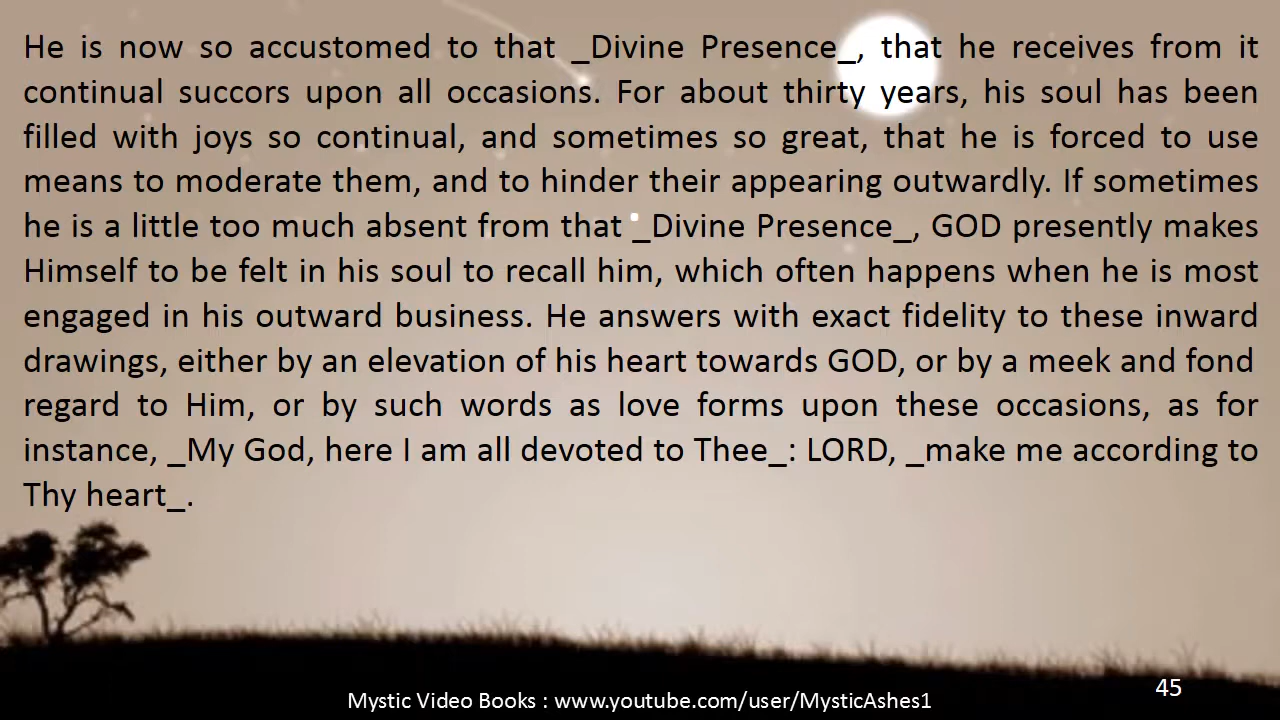 He is now so accustomed to that _Divine Presence_, that he receives from it
continual succors upon all occasions. For about thirty years, his soul has been
filled with joys so continual, and sometimes so great, that he is forced to use
means to moderate them, and to hinder their appearing outwardly. If sometimes
he is a little too much absent from that _Divine Presence_, GOD presently makes
Himself to be felt in his soul to recall him, which often happens when he is most
engaged in his outward business. He answers with exact fidelity to these inward
drawings, either by an elevation of his heart towards GOD, or by a meek and fond
regard to Him, or by such words as love forms upon these occasions, as for
instance, _My God, here I am all devoted to Thee_: LORD, _make me according to
Thy heart_.
45
Mystic Video Books : www.youtube.com/user/MysticAshes1